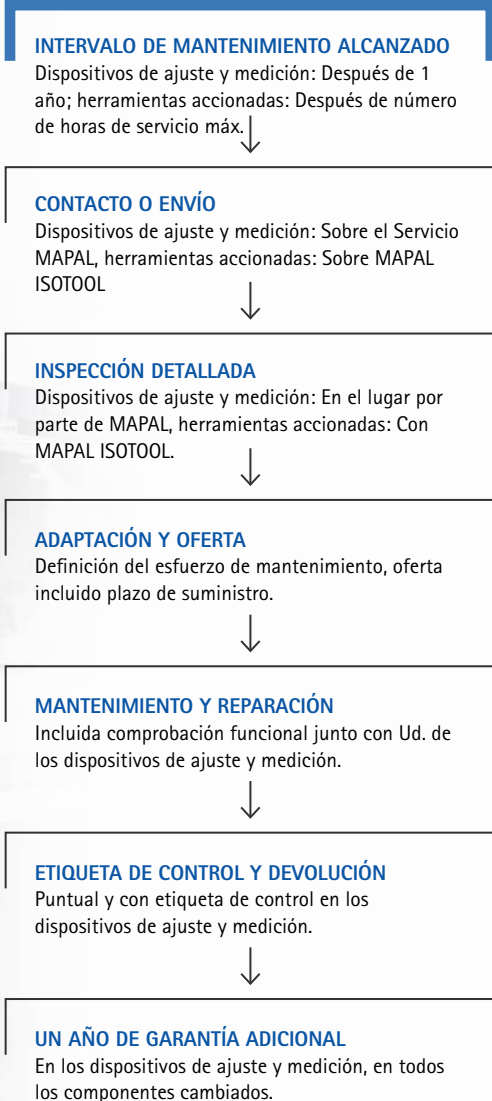 INTERVALO DE MANTENIMIENTO ALCANZADO
Dispositivos de ajuste y medición: Después de 1
año; herramientas accionadas: Después de número
de horas de servicio máx.
CONTACTO O ENVÍO
Dispositivos de ajuste y medición: Sobre el Servicio
MAPAL, herramientas accionadas: Sobre MAPAL
ISOTOOL
INSPECCIÓN DETALLADA
Dispositivos de ajuste y medición: En el lugar por
parte de MAPAL, herramientas accionadas: Con
MAPAL ISOTOOL.
ADAPTACIÓN Y OFERTA
Definición del esfuerzo de mantenimiento, oferta
incluido plazo de suministro.
MANTENIMIENTO Y REPARACIÓN
Incluida comprobación funcional junto con Ud. de
los dispositivos de ajuste y medición.
ETIQUETA DE CONTROL Y DEVOLUCIÓN
Puntual y con etiqueta de control en los
dispositivos de ajuste y medición.
UN AÑO DE GARANTÍA ADICIONAL
En los dispositivos de ajuste y medición, en todos
los componentes cambiados.